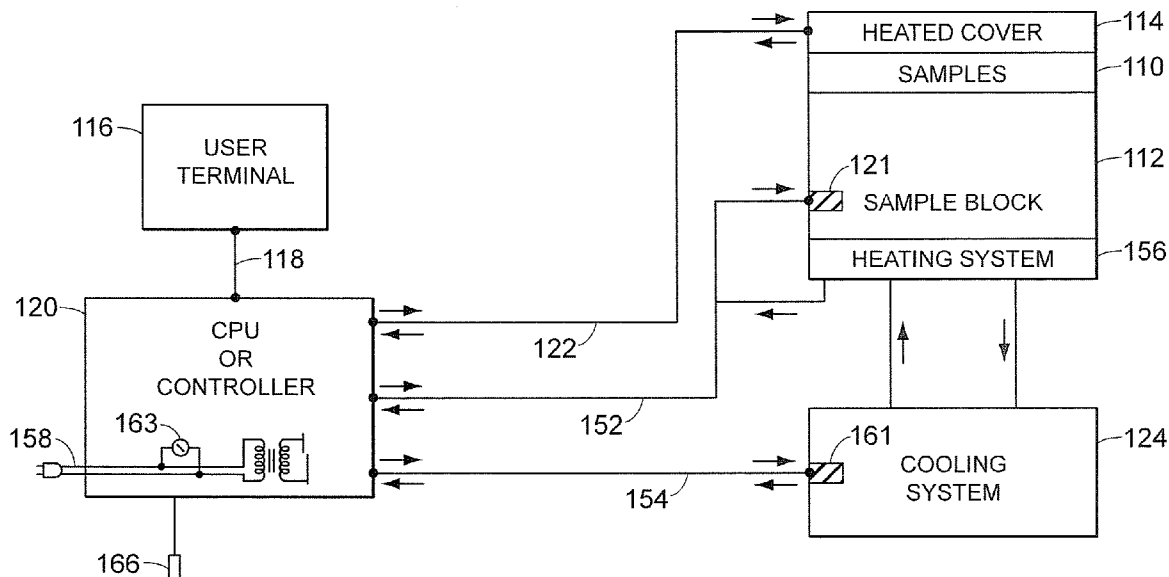 114
HEATED COVER
110
SAMPLES
116
USER
TERMINAL
112
121
SAMPLE BLOCK
118
HEATING SYSTEM
156
120
CPU
OR
CONTROLLER
122
163
152
158
161
124
COOLING
SYSTEM
154
166